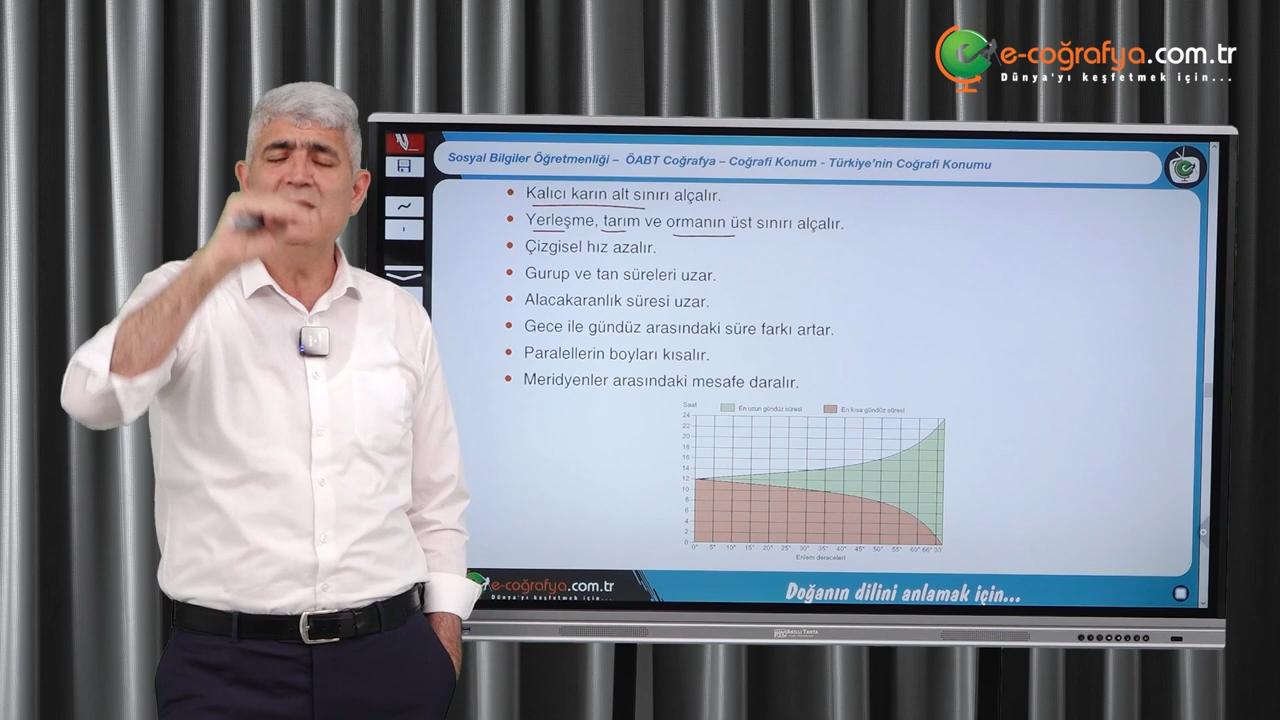 e-coğrafya.com.tr
Dünya'yı keşfetmek için...
Sosyal Bilgiler Öğretmenliği – ÖABT Coğrafya – Coğrafi Konum - Türkiye'nin Coğrafi Konumu
• Kalıcı karın alt sınırı alçalır.
• Yerleşme, tarım ve ormanın üst sınırı alçalır.
• Çizgisel hız azalır.
• Gurup ve tan süreleri uzar.
• Alacakaranlık süresi uzar.
• Gece ile gündüz arasındaki süre farkı artar.
• Paralellerin boyları kısalır.
• Meridyenler arasındaki mesafe daralır.
Saat
En uzun gündüz süresi
En kısa gündüz süresi
24
22
20
18
16
14
12
10
8
6
4
2
0
0° 5° 10° 15° 20° 25° 30° 35° 40° 45° 50° 55° 60° 66° 33'
Enlem dereceleri
e-coğrafya.com.tr
Dünya'yı keşfetmek için...
Doğanın dilini anlamak için...
AKILLI TAHTA